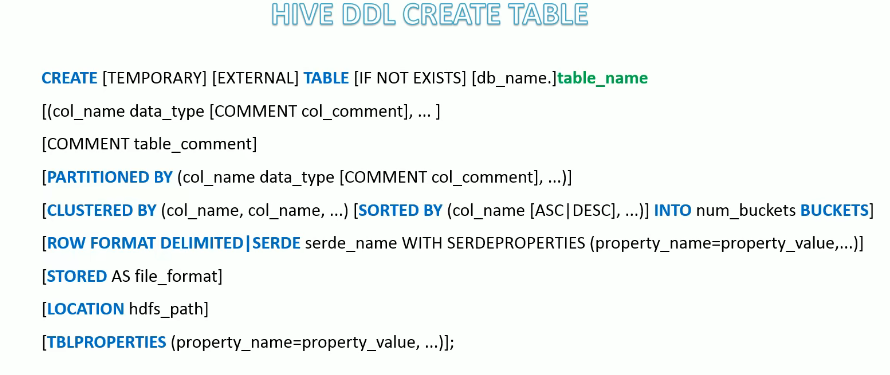 HIVE DDL CREATE TABLE
CREATE [TEMPORARY] [EXTERNAL] TABLE [IF NOT EXISTS] [db_name.]table_name
[(col_name data_type [COMMENT col_comment], ... ]
[COMMENT table_comment]
[PARTITIONED BY (col_name data_type [COMMENT col_comment], ...)]
[CLUSTERED BY (col_name, col_name, ...) [SORTED BY (col_name [ASC|DESC], ...)] INTO num_buckets BUCKETS]
[ROW FORMAT DELIMITED|SERDE serde_name WITH SERDEPROPERTIES (property_name=property_value,...)]
[STORED AS file_format]
[LOCATION hdfs_path]
[TBLPROPERTIES (property_name=property_value, ...)];